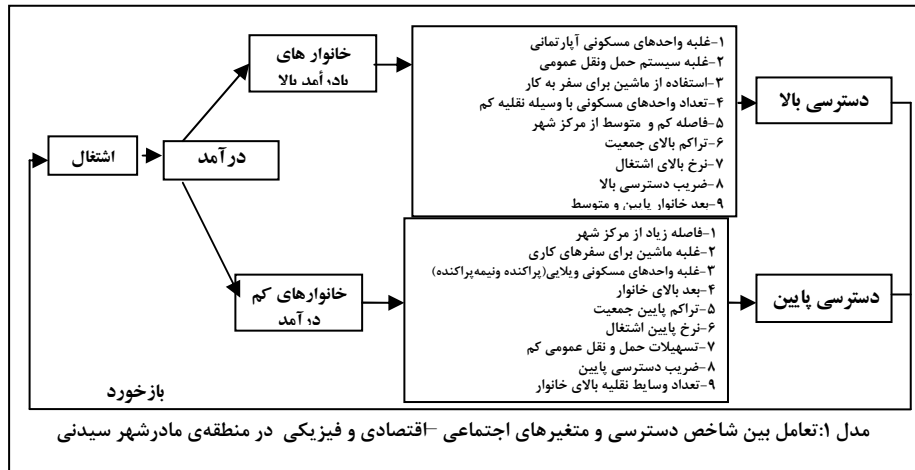 اشتغال
درآمد
خانوار های
بادرآمد بالا
۱-غلبه واحدهای مسکونی آپارتمانی
۲-غلبه سیستم حمل ونقل عمومی
۳-استفاده از ماشین برای سفر به کار
۴-تعداد واحدهای مسکونی با وسیله نقلیه کم
۵-فاصله کم و متوسط از مرکز شهر
۶-تراکم بالای جمعیت
۷-نرخ بالای اشتغال
۸-ضریب دسترسی بالا
۹-بعد خانوار پایین و متوسط
دسترسی بالا
خانوارهای کم
درآمد
۱-فاصله زیاد از مرکز شهر
۲-غلبه ماشین برای سفرهای کاری
۳-غلبه واحدهای مسکونی ویلایی(پراکنده ونیمه‌پراکنده)
۴-بعد بالای خانوار
۵-تراکم پایین جمعیت
۶-نرخ پایین اشتغال
۷-تسهیلات حمل و نقل عمومی کم
۸-ضریب دسترسی پایین
۹-تعداد وسایط نقلیه بالای خانوار
دسترسی پایین
بازخورد
مدل ۱:تعامل بین شاخص دسترسی و متغیرهای اجتماعی –اقتصادی و فیزیکی در منطقه‌ی مادرشهر سیدنی